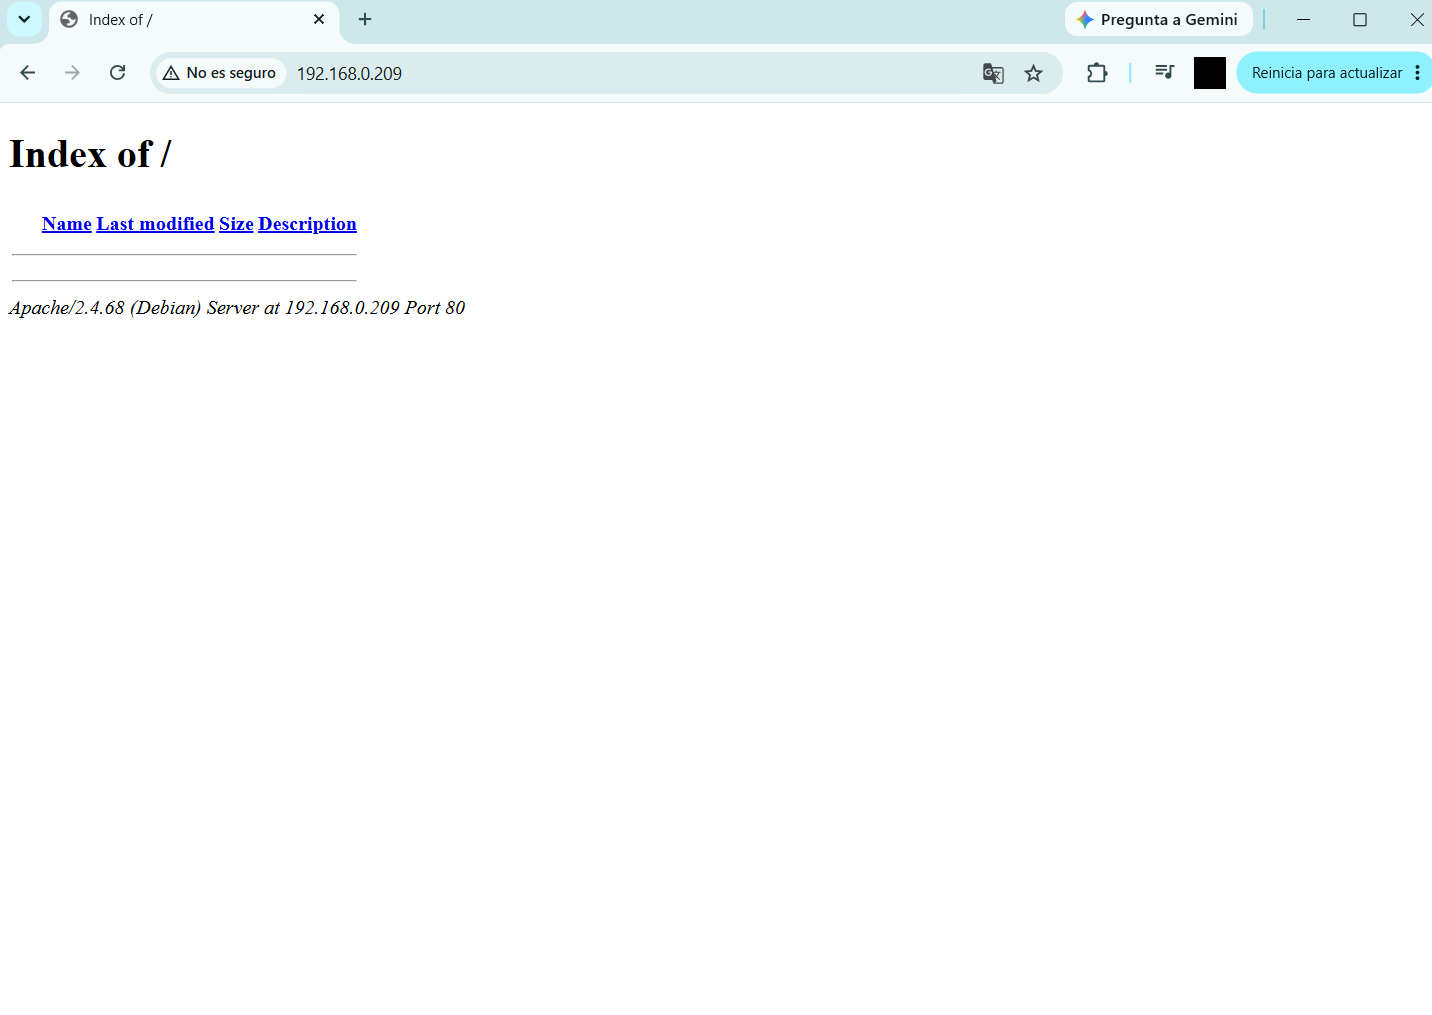 Index of /
Pregunta a Gemini
No es seguro
192.168.0.209
Reinicia para actualizar
Index of /
Name Last modified Size Description
Apache/2.4.68 (Debian) Server at 192.168.0.209 Port 80